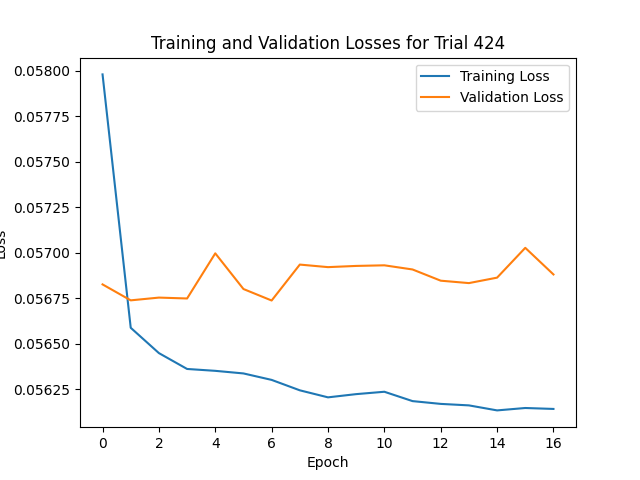 Training and Validation Losses for Trial 424
Training Loss
Validation Loss
0.05800
0.05775
0.05750
0.05725
0.05700
0.05675
0.05650
0.05625
Loss
0 2 4 6 8 10 12 14 16
Epoch